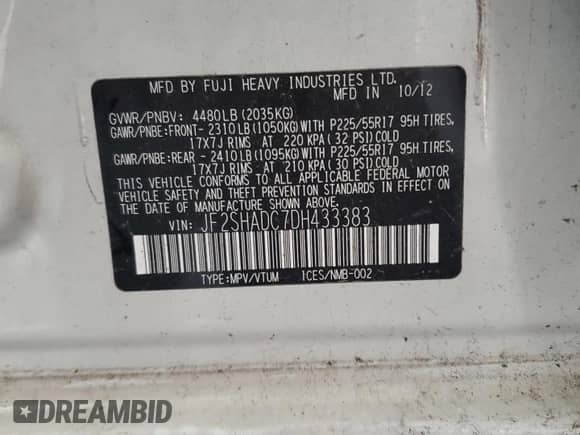 MFD BY FUJI HEAVY INDUSTRIES LTD.
MFD IN 10/12
GVWR/PNBV: 4480LB(2035KG)
GAWR/PNBE:FRONT- 2310LB(1050KG)WITH P225/55R17 95H TIRES,
17X7J RIMS AT 220 KPA( 32 PSI)COLD
GAWR/PNBE:REAR - 2410LB(1095KG)WITH P225/55R17 95H TIRES,
17X7J RIMS AT 210 KPA( 30 PSI)COLD
THIS VEHICLE CONFORMS TO ALL APPLICABLE FEDERAL MOTOR
VEHICLE SAFETY AND THEFT PREVENTION STANDARDS IN EFFECT
ON THE DATE OF MANUFACTURE SHOWN ABOVE.
VIN: JF2SHADC7DH433383
TYPE:MPV/VTUM ICES/NMB-002
DREAMBID